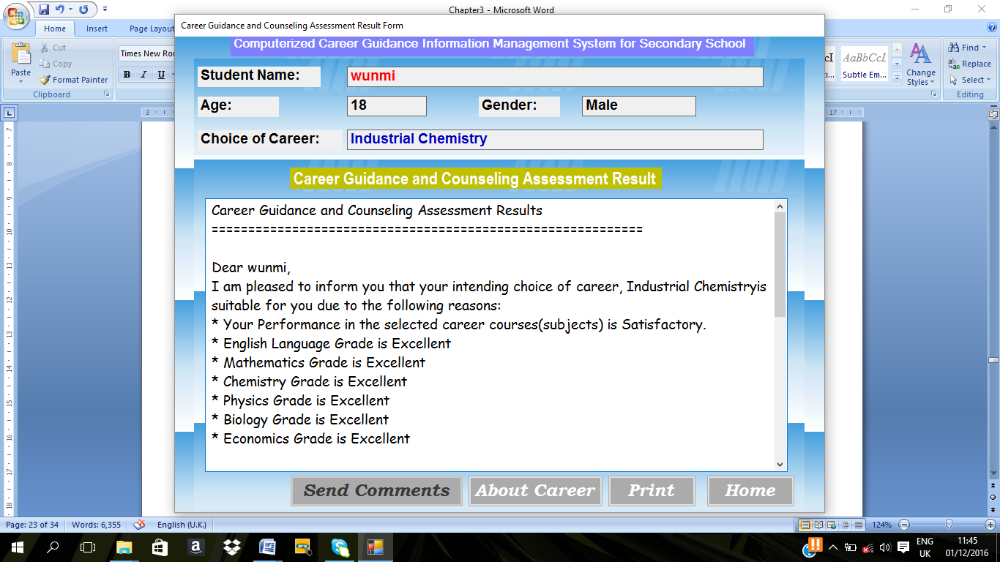 Chapter3 - Microsoft Word
Home
Insert
Page Layout
Cut
Copy
Format Painter
Paste
Clipboard
Times New Ro
B I U
AaBbCcI
Subtle Em...
Change
Styles
Find
Replace
Select
Editing
Career Guidance and Counseling Assessment Result Form
Computerized Career Guidance Information Management System for Secondary School
Student Name: wunmi
Age: 18 Gender: Male
Choice of Career: Industrial Chemistry
Career Guidance and Counseling Assessment Result
Career Guidance and Counseling Assessment Results
===========================================================
Dear wunmi,
I am pleased to inform you that your intending choice of career, Industrial Chemistryis
suitable for you due to the following reasons:
* Your Performance in the selected career courses(subjects) is Satisfactory.
* English Language Grade is Excellent
* Mathematics Grade is Excellent
* Chemistry Grade is Excellent
* Physics Grade is Excellent
* Biology Grade is Excellent
* Economics Grade is Excellent
Send Comments About Career Print Home
Page: 23 of 34 Words: 6,355 English (U.K.) 124%
ENG
UK
11:45
01/12/2016